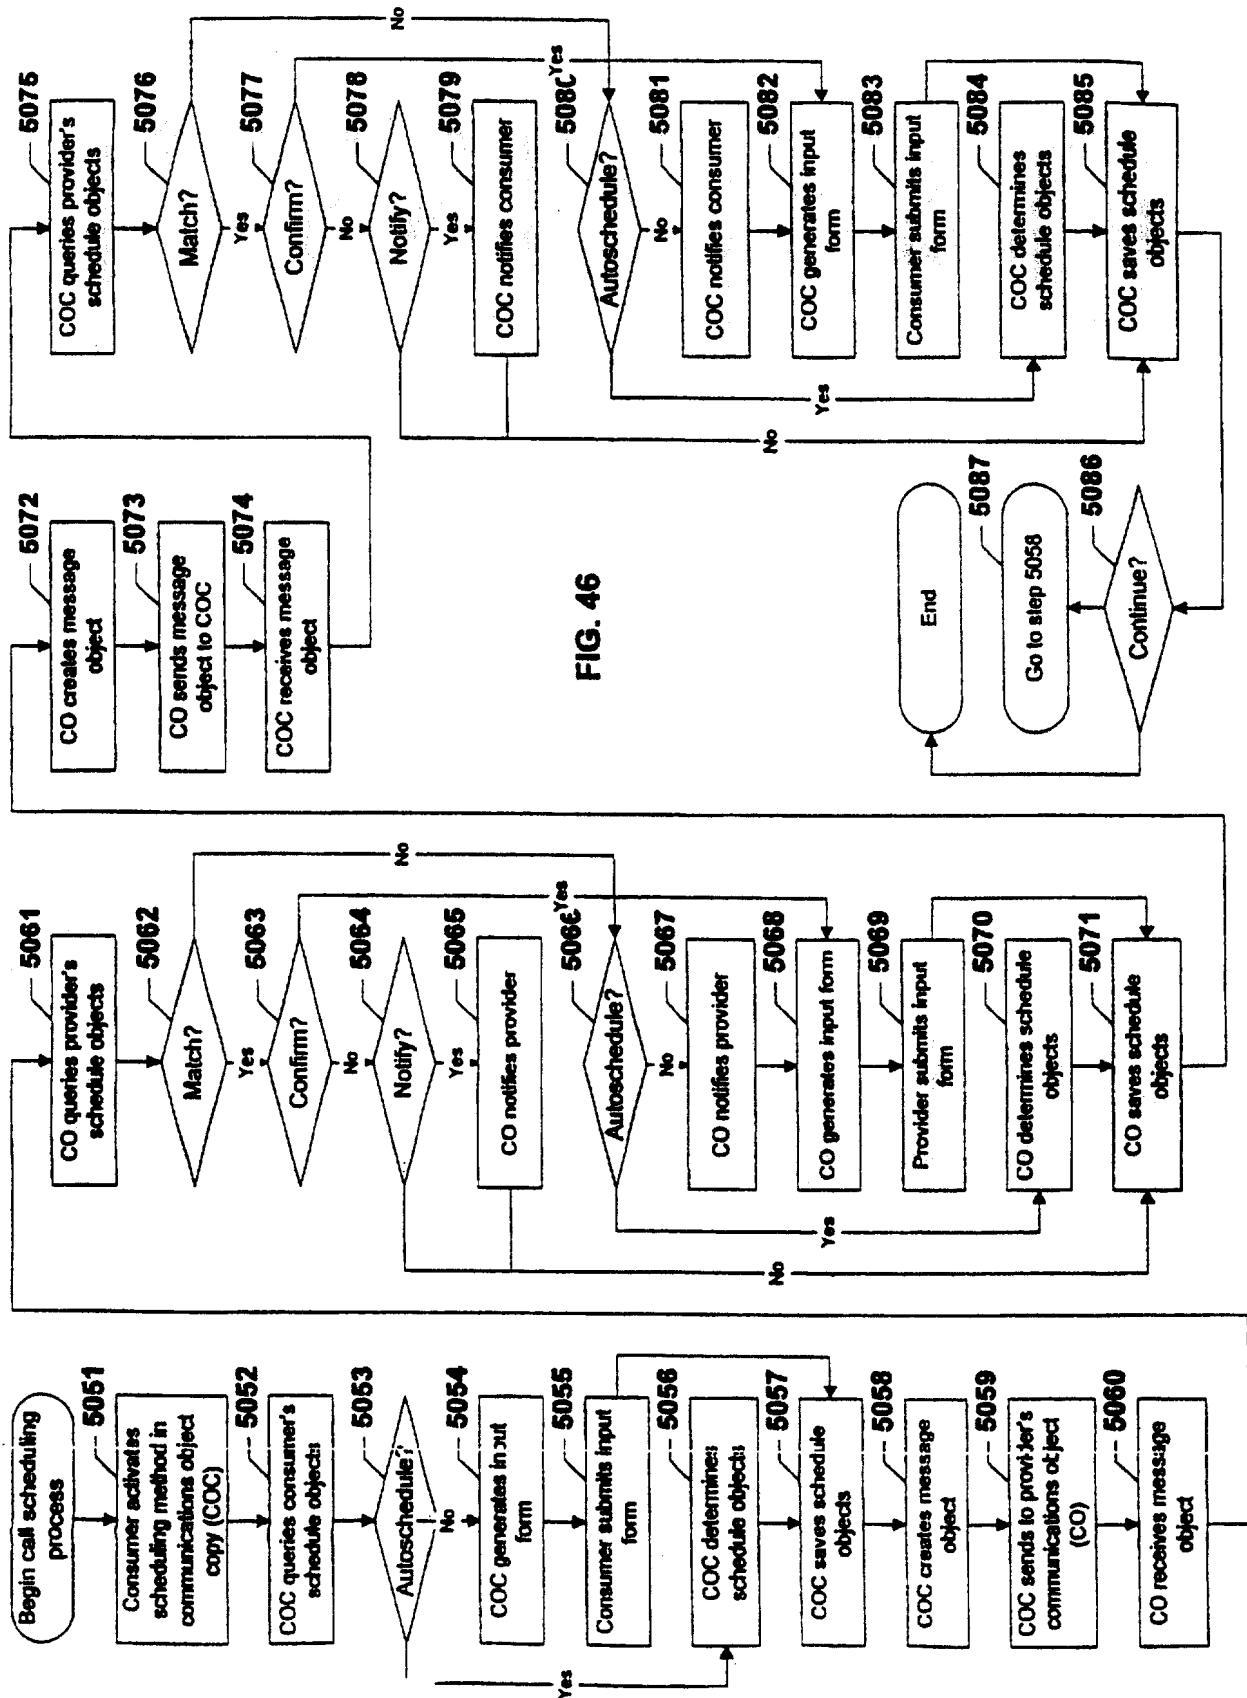 Begin call scheduling
process
5051
Consumer activates
scheduling method in
communications object
copy (COC)
5052
COC queries consumer's
schedule objects
5053
Autoschedule?
No
Yes
5054
COC generates input
form
5055
Consumer submits input
form
5056
COC determines
schedule objects
5057
COC saves schedule
objects
5058
COC creates message
object
5059
COC sends to provider's
communications object
(CO)
5060
CO receives message
object
5061
CO queries provider's
schedule objects
5062
Match?
Yes
No
5063
Confirm?
No
Yes
5064
Notify?
Yes
No
5065
CO notifies provider
5066
Autoschedule?
No
Yes
5067
CO notifies provider
5068
CO generates input form
5069
Provider submits input
form
5070
CO determines schedule
objects
5071
CO saves schedule
objects
5072
CO creates message
object
5073
CO sends message
object to COC
5074
COC receives message
object
FIG. 46
5075
COC queries provider's
schedule objects
5076
Match?
Yes
No
5077
Confirm?
No
Yes
5078
Notify?
Yes
No
5079
COC notifies consumer
5080
Autoschedule?
No
Yes
5081
COC notifies consumer
5082
COC generates input
form
5083
Consumer submits input
form
5084
COC determines
schedule objects
5085
COC saves schedule
objects
5086
Continue?
5087
Go to step 5058
End